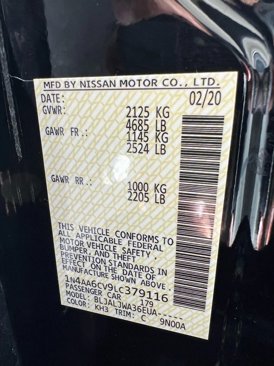 MFD BY NISSAN MOTOR CO., LTD.
DATE: 02/20
GVWR: 2125 KG
4685 LB
GAWR FR.: 1145 KG
2524 LB
GAWR RR.: 1000 KG
2205 LB
THIS VEHICLE CONFORMS TO
ALL APPLICABLE FEDERAL
MOTOR VEHICLE SAFETY,
BUMPER, AND THEFT
PREVENTION STANDARDS IN
EFFECT ON THE DATE OF
MANUFACTURE SHOWN ABOVE.
1N4AA6CV9LC379116
PASSENGER CAR 179
MODEL: BLJALJWA36EUA-----
COLOR: KH3 TRIM: C 9N00A